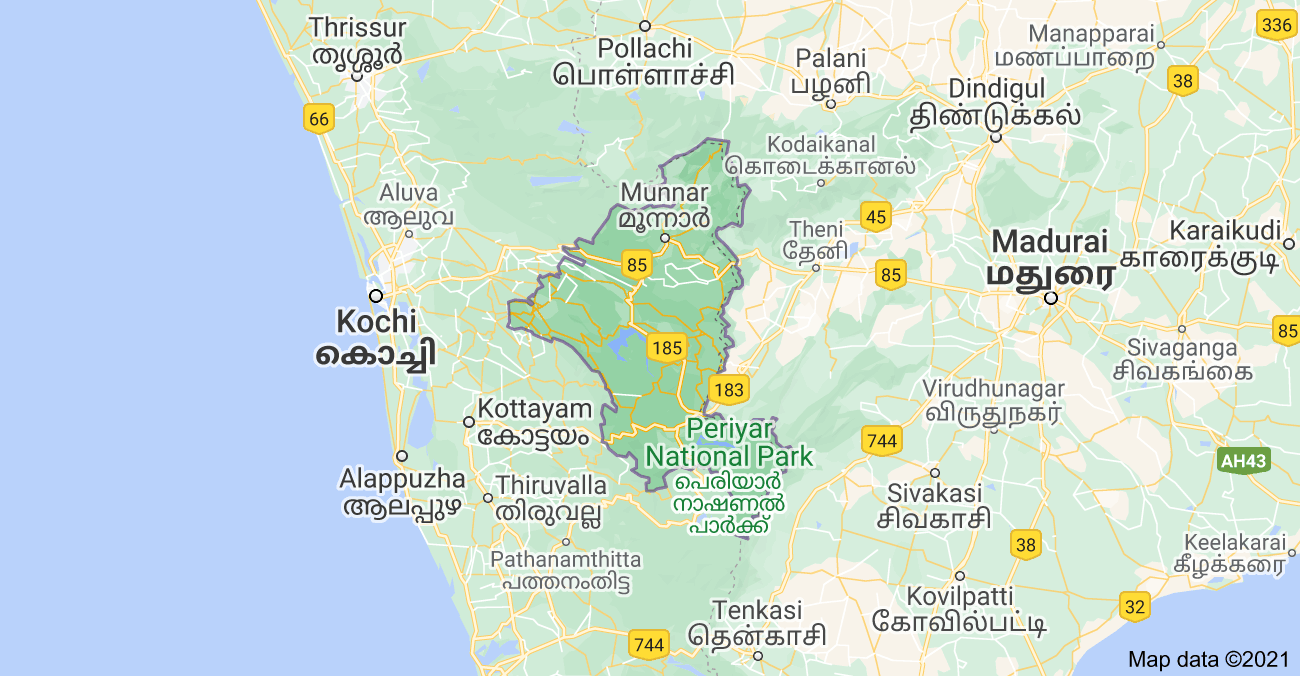 Thrissur
തൃശ്ശൂർ
Pollachi
பொள்ளாச்சி
Palani
பழனி
Manapparai
மணப்பாறை
336
38
Dindigul
திண்டுக்கல்
66
Kodaikanal
கொடைக்கானல்
Aluva
ആലുവ
Munnar
മൂന്നാർ
45
Theni
தேனி
Karaikudi
காரைக்குடி
Madurai
மதுரை
85
85
Kochi
കൊച്ചി
185
85
Sivaganga
சிவகங்கை
183
Virudhunagar
விருதுநகர்
Kottayam
കോട്ടയം
Periyar
National Park
പെരിയാർ
നാഷണൽ
പാർക്ക്
744
AH43
Alappuzha
ആലപ്പുഴ
Thiruvalla
തിരുവല്ല
Sivakasi
சிவகாசி
Pathanamthitta
പത്തനംതിട്ട
38
Keelakarai
கீழக்கரை
Kovilpatti
கோவில்பட்டி
32
Tenkasi
தென்காசி
744
Map data ©2021